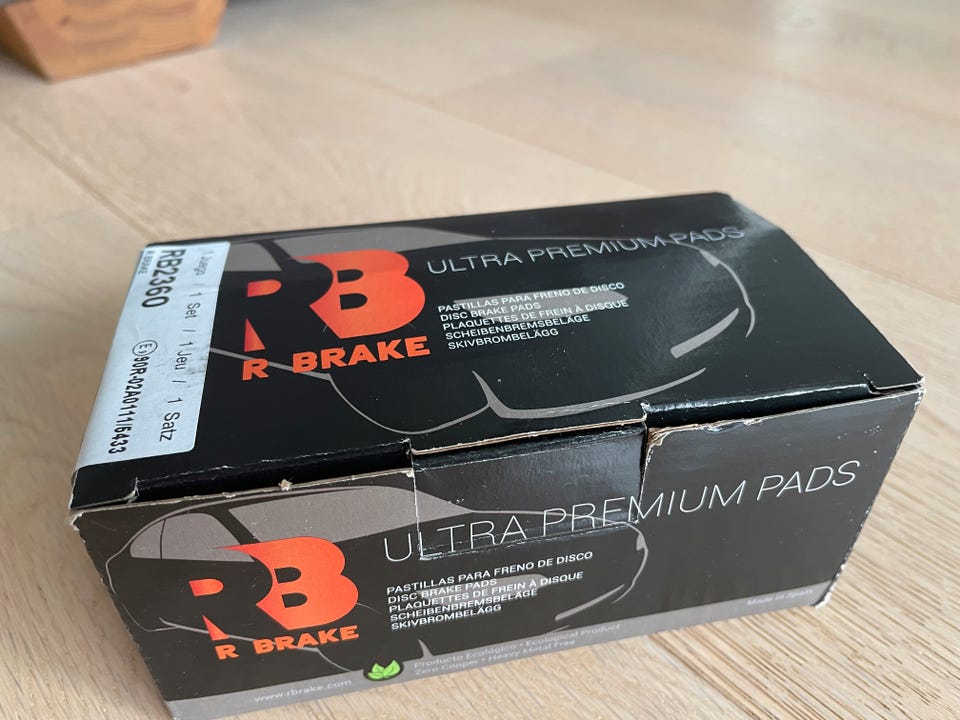 R BRAKE
RB2360
1 Juego / 1 Set / 1 Jeu / 1 Satz
E9 90R-02A0111/5433
RB
R BRAKE
ULTRA PREMIUM PADS
PASTILLAS PARA FRENO DE DISCO
DISC BRAKE PADS
PLAQUETTES DE FREIN À DISQUE
SCHEIBENBREMSBELÄGE
SKIVBROMBELÄGG
RB
R BRAKE
ULTRA PREMIUM PADS
PASTILLAS PARA FRENO DE DISCO
DISC BRAKE PADS
PLAQUETTES DE FREIN À DISQUE
SCHEIBENBREMSBELÄGE
SKIVBROMBELÄGG
www.rbrake.com
Producto Ecológico • Ecological Product
Zero Copper • Heavy Metal Free
Made in Spain